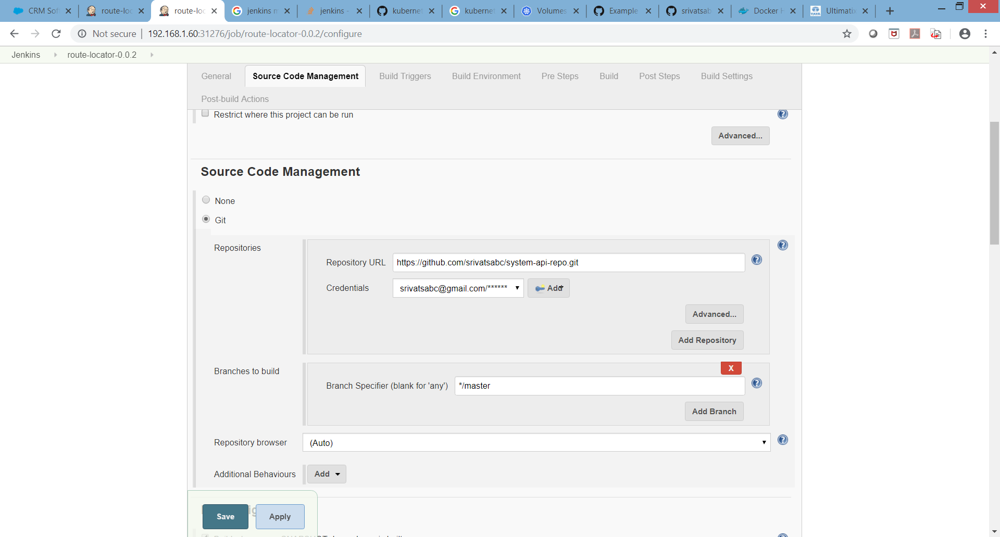 CRM Sof
route-loc
route-loc
jenkins m
jenkins -
kubernet
kubernet
Volumes
Example
srivatsab
Docker H
Ultimatix
Not secure | 192.168.1.60:31276/job/route-locator-0.0.2/configure
Jenkins route-locator-0.0.2
General Source Code Management Build Triggers Build Environment Pre Steps Build Post Steps Build Settings
Post-build Actions
Restrict where this project can be run
Advanced...
Source Code Management
None
Git
Repositories
Repository URL https://github.com/srivatsabc/system-api-repo.git
Credentials srivatsabc@gmail.com/****** Add
Advanced...
Add Repository
Branches to build
X
Branch Specifier (blank for 'any') */master
Add Branch
Repository browser (Auto)
Additional Behaviours Add
Save Apply